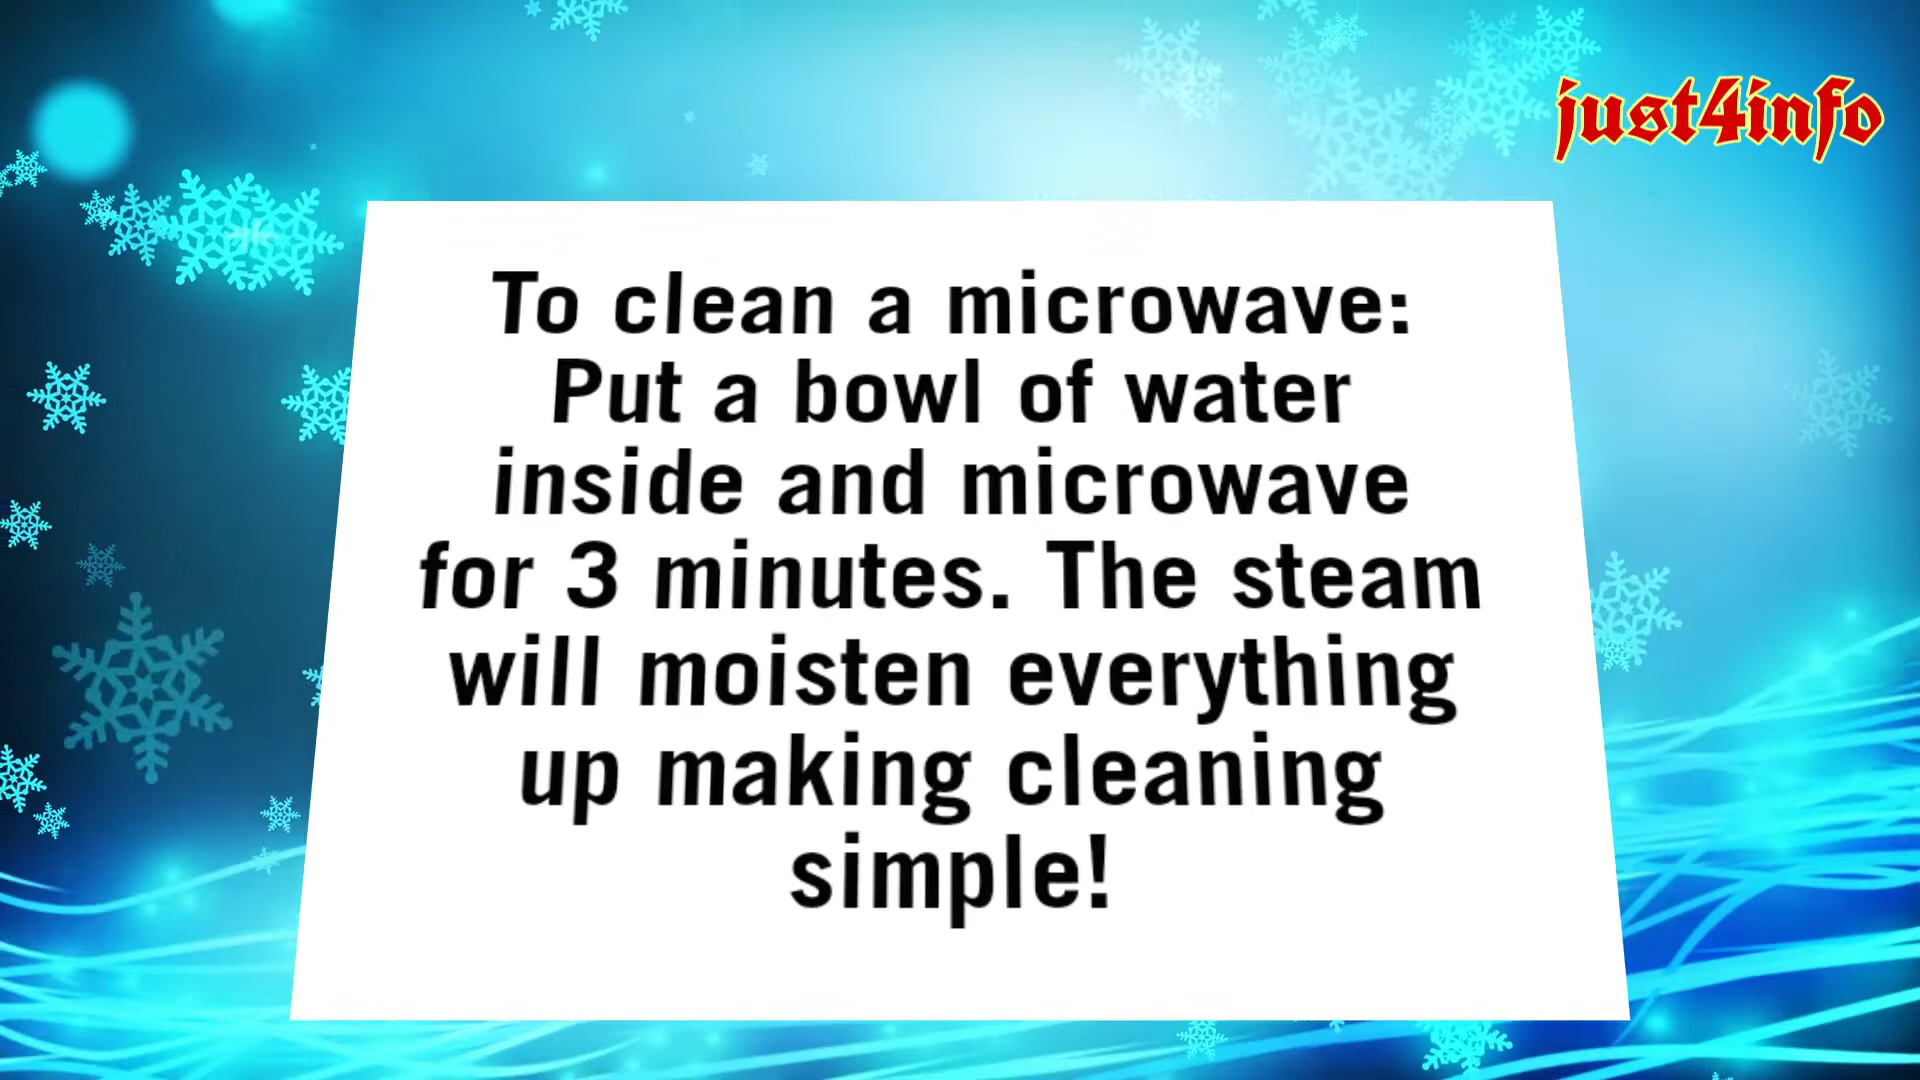 just4info
To clean a microwave:
Put a bowl of water
inside and microwave
for 3 minutes. The steam
will moisten everything
up making cleaning
simple!